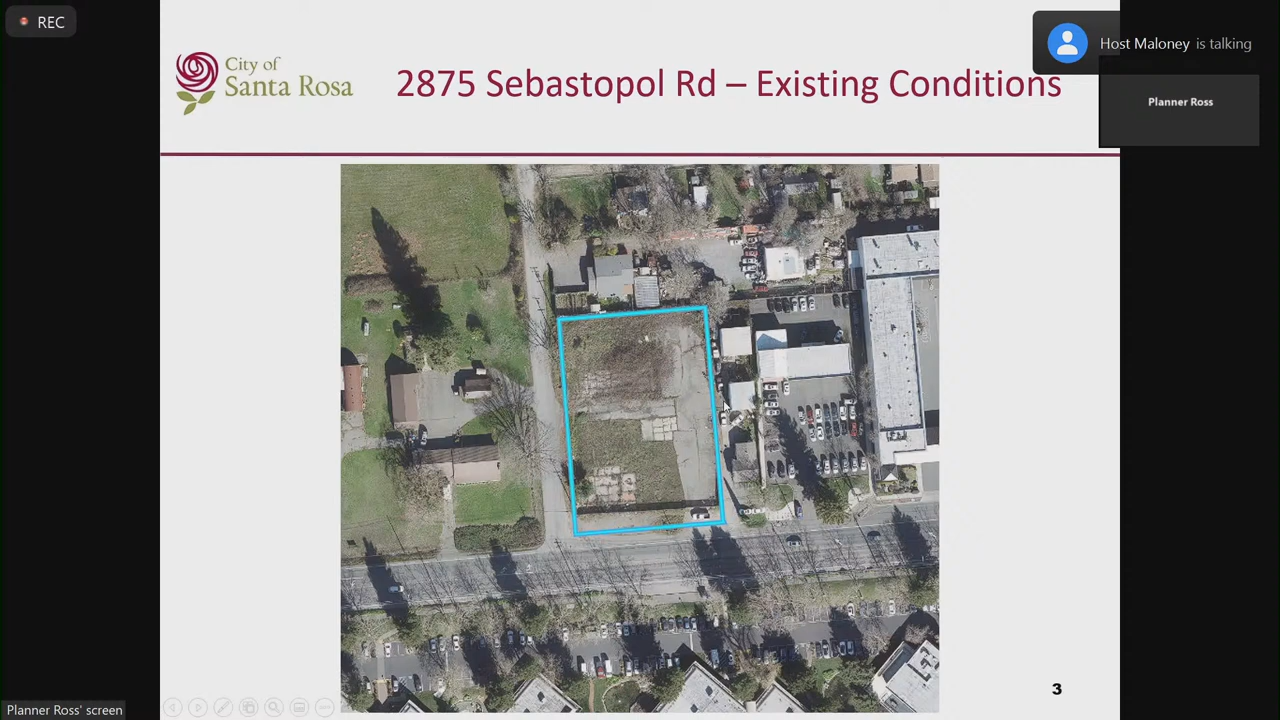 REC
City of
Santa Rosa
2875 Sebastopol Rd – Existing Conditions
Host Maloney is talking
Planner Ross
3
Planner Ross' screen